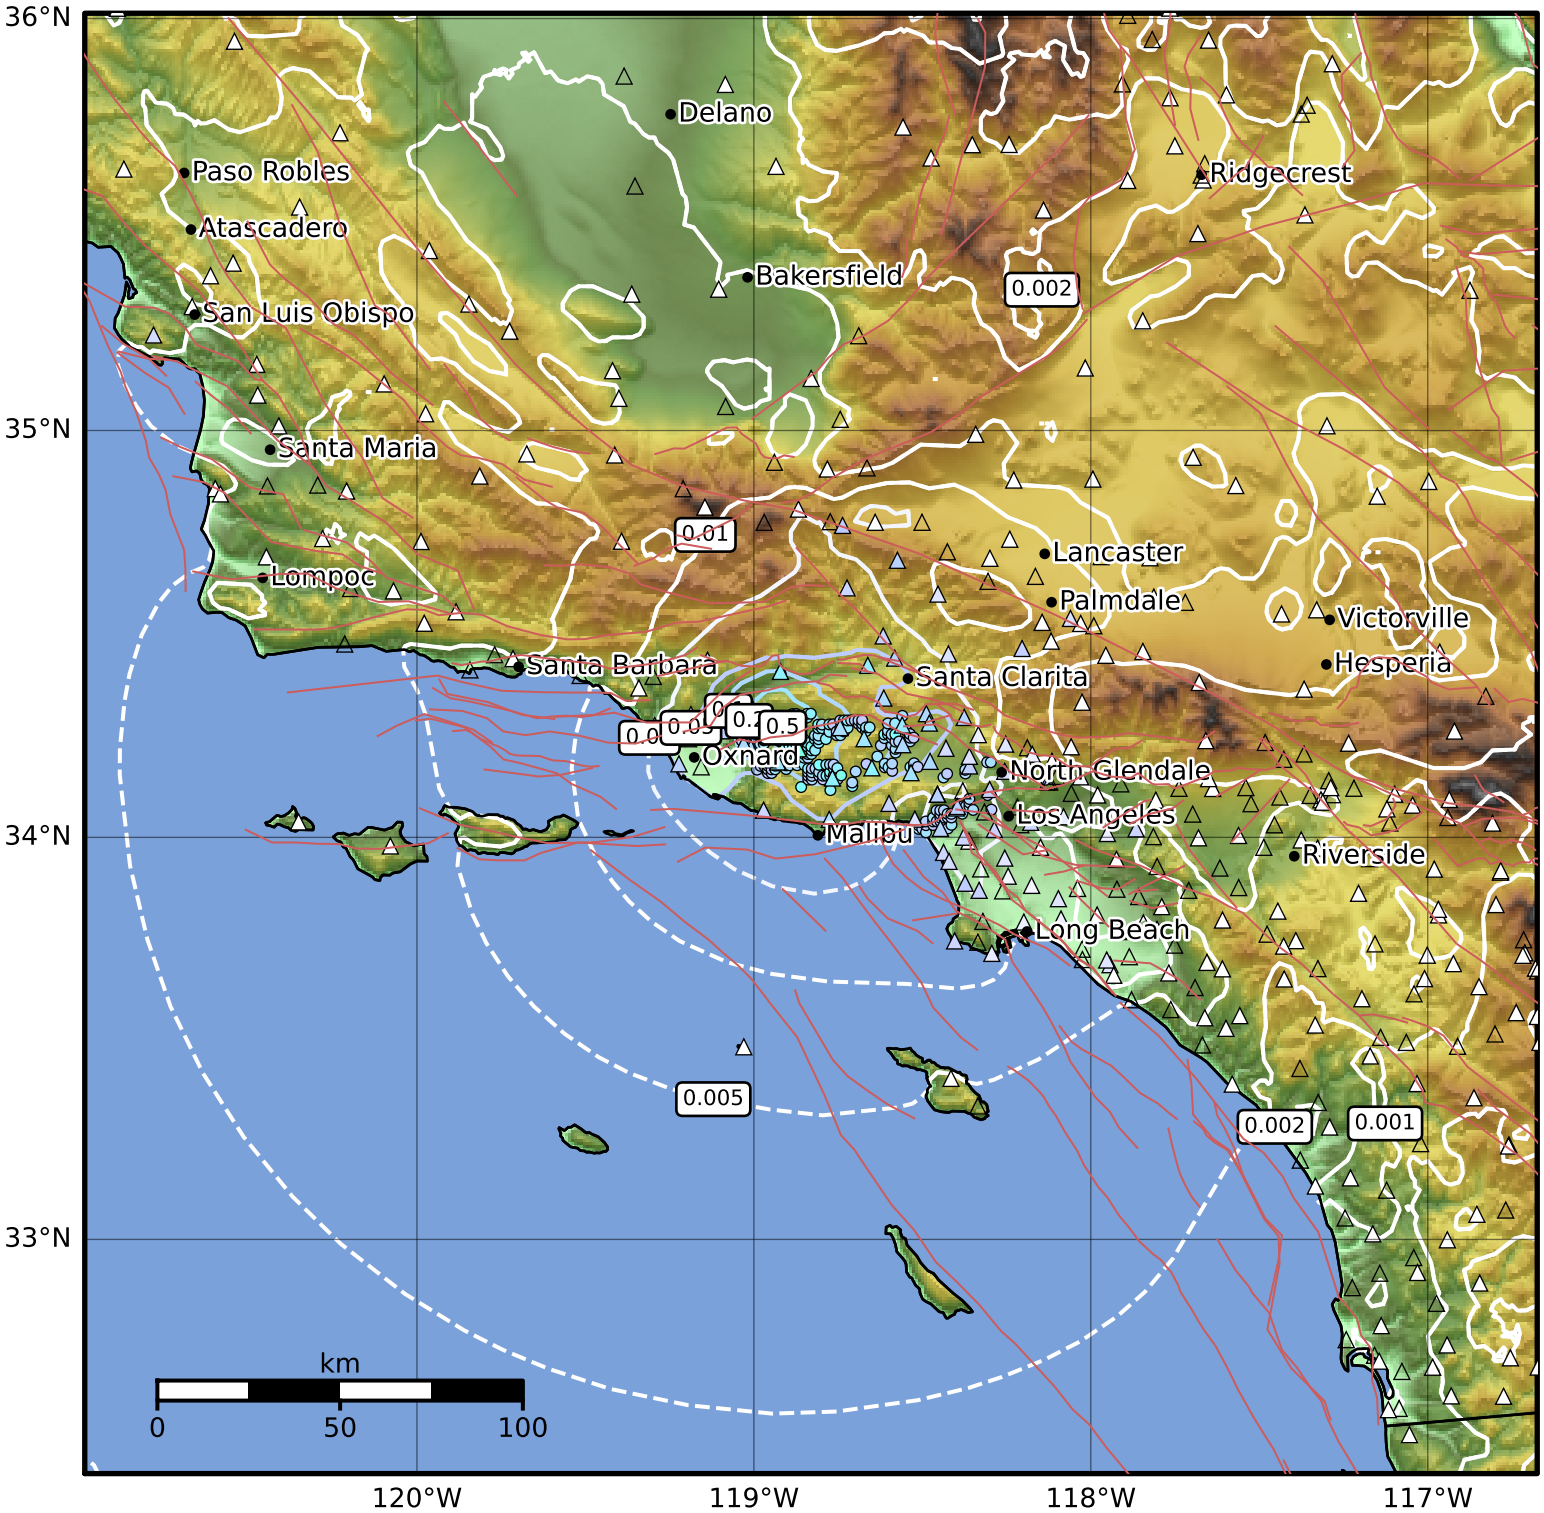 36°N
Delano
Paso Robles
Ridgecrest
Atascadero
Bakersfield
0.002
San Luis Obispo
35°N
Santa Maria
0.01
Lancaster
Lompoc
Palmdale
Victorville
Santa Barbara
Hesperia
Santa Clarita
0.5
Oxnard
North Glendale
Los Angeles
34°N
Malibu
Riverside
Long Beach
0.005
0.002
0.001
33°N
km
0 50 100
120°W 119°W 118°W 117°W